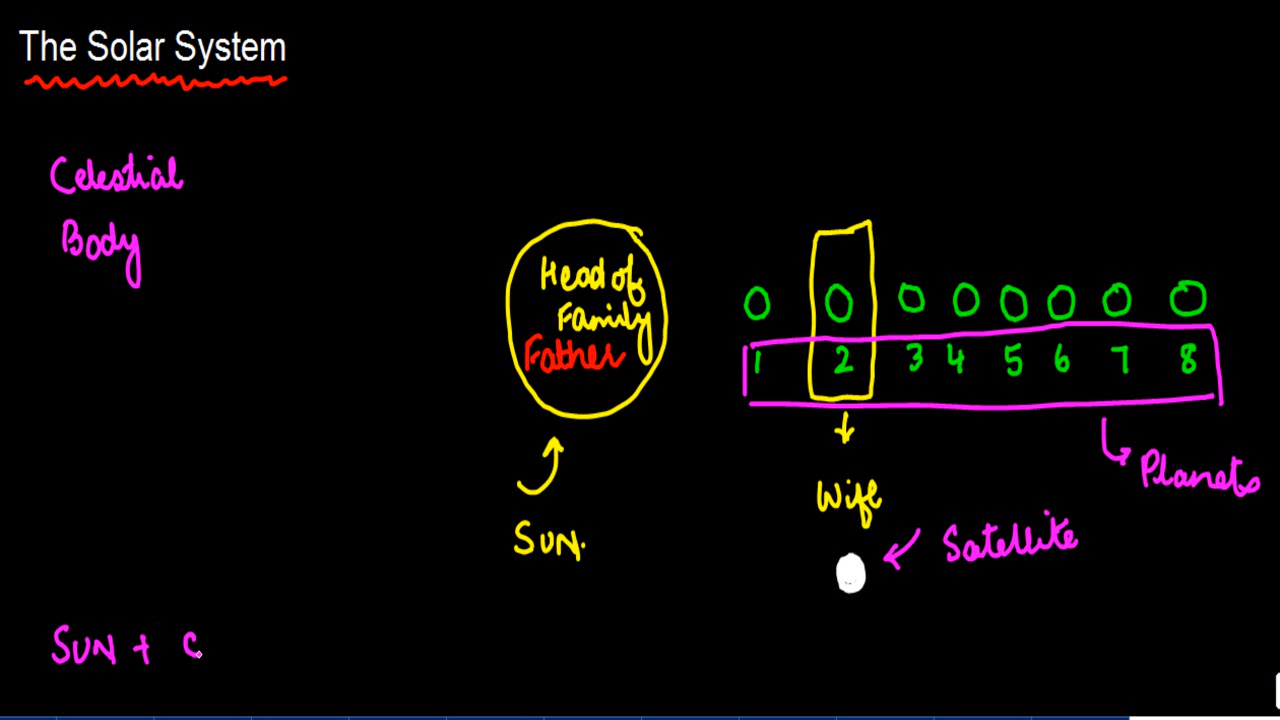 The Solar System
Celestial
Body
Head of
Family
Father
1 2 3 4 5 6 7 8
Planets
Wife
SUN.
Satellite
SUN + C